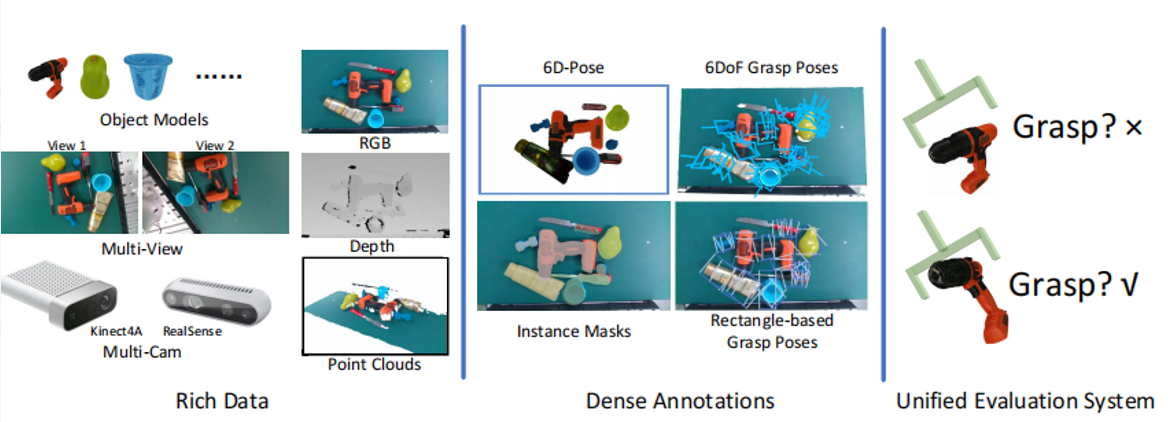 ......
Object Models
View 1
View 2
Multi-View
Kinect4A
RealSense
Multi-Cam
RGB
Depth
Point Clouds
Rich Data
6D-Pose
6DoF Grasp Poses
Instance Masks
Rectangle-based
Grasp Poses
Dense Annotations
Grasp? ×
Grasp? √
Unified Evaluation System